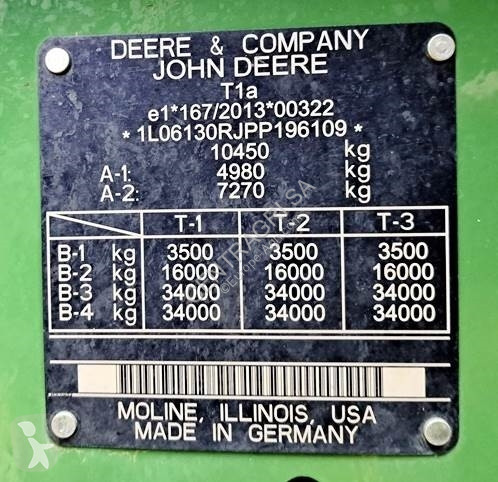 DEERE & COMPANY
JOHN DEERE
T1a
e1*167/2013*00322
* 1L06130RJPP196109 *
10450 kg
A-1: 4980 kg
A-2: 7270 kg
T-1 T-2 T-3
B-1 kg 3500 3500 3500
B-2 kg 16000 16000 16000
B-3 kg 34000 34000 34000
B-4 kg 34000 34000 34000
MOLINE, ILLINOIS, USA
MADE IN GERMANY